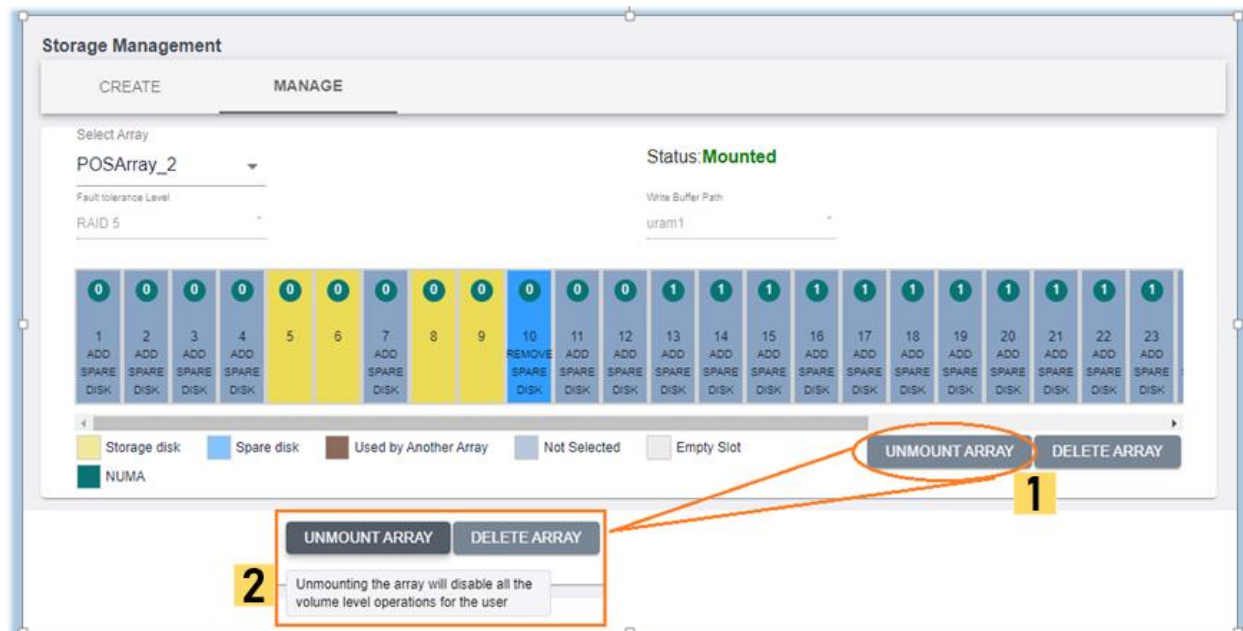 Storage Management
CREATE MANAGE
Select Array
POSArray_2
Status:Mounted
Fault tolerance Level
Write Buffer Path
RAID 5
uram1
0 0 0 0 0 0 0 0 0 0 0 0 1 1 1 1 1 1 1 1 1 1 1
1 2 3 4 5 6 7 8 9 10 11 12 13 14 15 16 17 18 19 20 21 22 23
ADD ADD ADD ADD ADD REMOVE ADD ADD ADD ADD ADD ADD ADD ADD ADD ADD ADD ADD ADD
SPARE SPARE SPARE SPARE SPARE SPARE SPARE SPARE SPARE SPARE SPARE SPARE SPARE SPARE SPARE SPARE SPARE SPARE SPARE
DISK DISK DISK DISK DISK DISK DISK DISK DISK DISK DISK DISK DISK DISK DISK DISK DISK DISK DISK
Storage disk Spare disk Used by Another Array Not Selected Empty Slot
UNMOUNT ARRAY DELETE ARRAY
NUMA
1
UNMOUNT ARRAY DELETE ARRAY
2
Unmounting the array will disable all the
volume level operations for the user